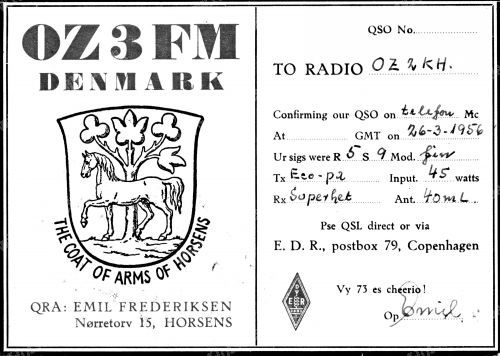 OZ3FM
DENMARK
THE COAT OF ARMS OF HORSENS
QRA: EMIL FREDERIKSEN
Nørretorv 15, HORSENS
QSO No.
TO RADIO OZ2KH.
Confirming our QSO on telefon Mc
At GMT on 26-3-1956
Ur sigs were R 5 S 9 Mod. fin
Tx Eco-pa Input. 45 watts
Rx Superhet Ant. 40 m L
Pse QSL direct or via
E. D. R., postbox 79, Copenhagen
EDR
Vy 73 es cheerio!
Op Emil